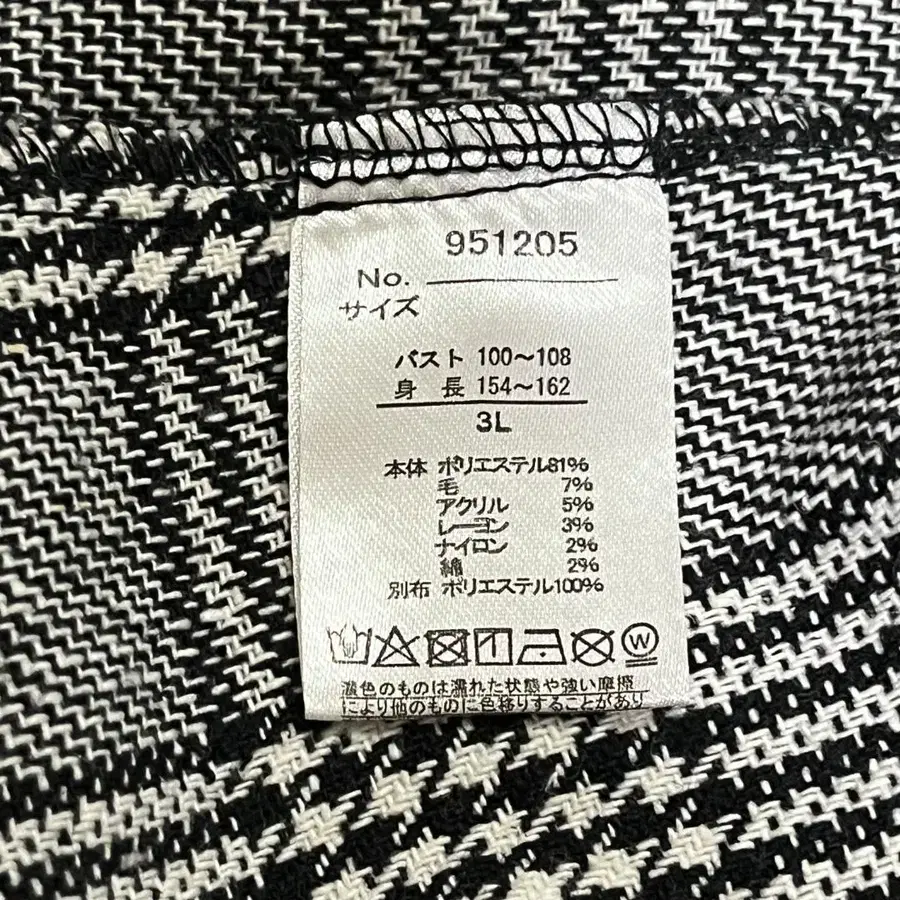 951205
No.
サイズ
バスト 100～108
身 長 154～162
3L
本体 ポリエステル81%
毛 7%
アクリル 5%
レーヨン 3%
ナイロン 2%
綿 2%
別布 ポリエステル100%
W
濃色のものは濡れた状態や強い摩擦
により他のものに色移りすることがあり